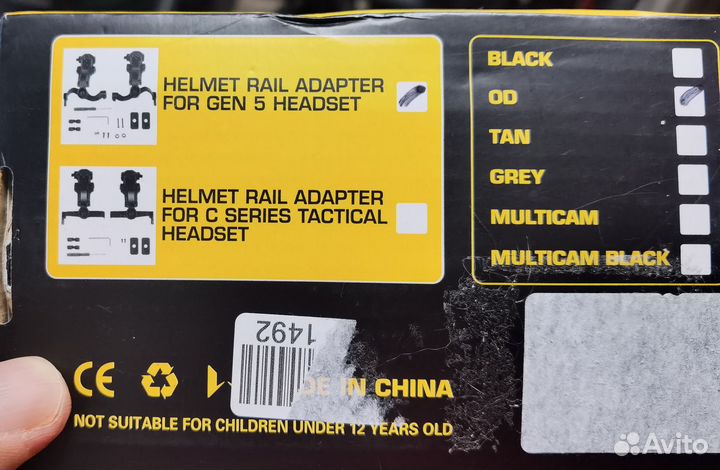 HELMET RAIL ADAPTER
FOR GEN 5 HEADSET
HELMET RAIL ADAPTER
FOR C SERIES TACTICAL
HEADSET
BLACK
OD
TAN
GREY
MULTICAM
MULTICAM BLACK
1492
CE
IN CHINA
NOT SUITABLE FOR CHILDREN UNDER 12 YEARS OLD
Avito